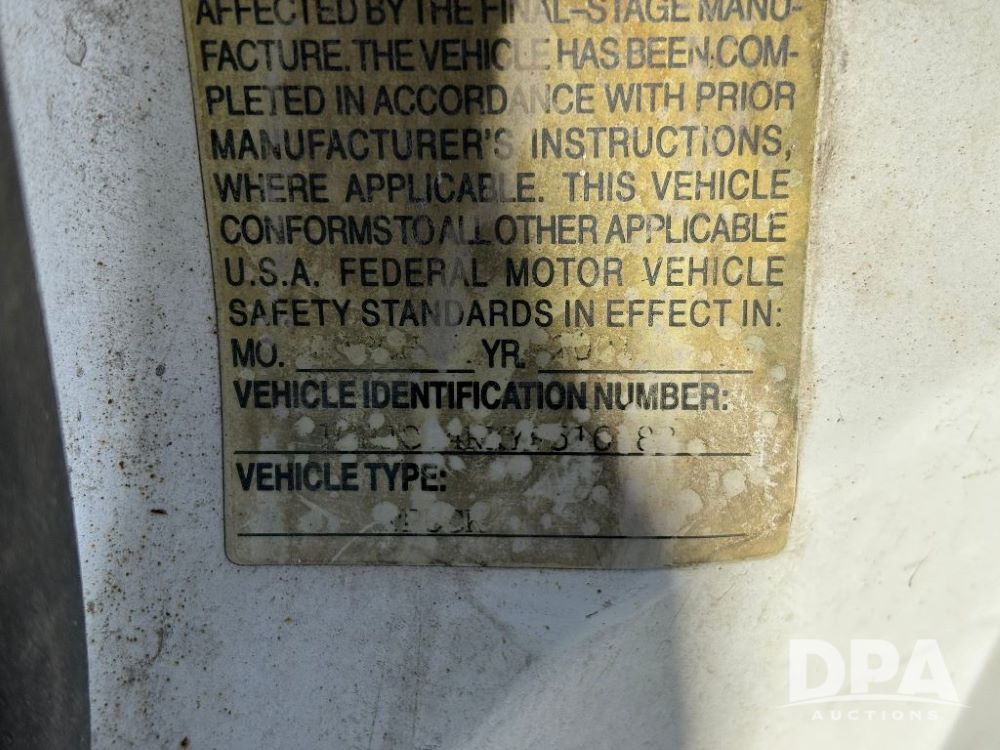 AFFECTED BY THE FINAL-STAGE MANU-
FACTURE. THE VEHICLE HAS BEEN COM-
PLETED IN ACCORDANCE WITH PRIOR
MANUFACTURER'S INSTRUCTIONS,
WHERE APPLICABLE. THIS VEHICLE
CONFORMS TO ALL OTHER APPLICABLE
U.S.A. FEDERAL MOTOR VEHICLE
SAFETY STANDARDS IN EFFECT IN:
MO. YR.
VEHICLE IDENTIFICATION NUMBER:
VEHICLE TYPE:
DPA
AUCTIONS